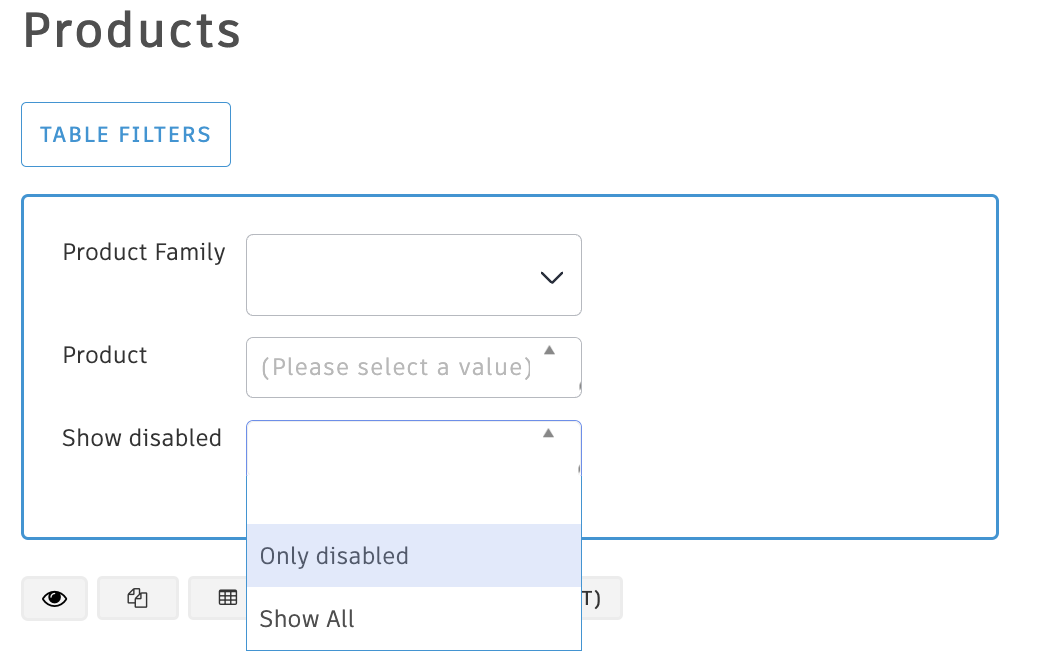 Products
TABLE FILTERS
Product Family
Product
(Please select a value)
Show disabled
Only disabled
Show All
T)